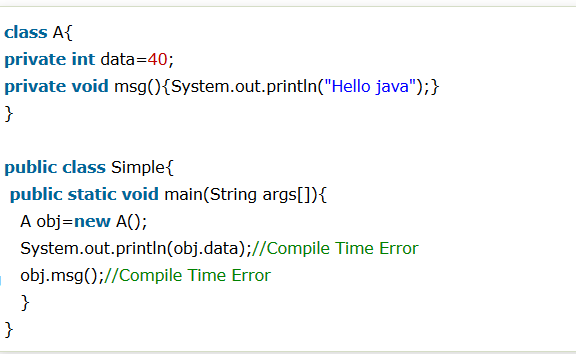 class A{
private int data=40;
private void msg(){System.out.println("Hello java");}
}
public class Simple{
public static void main(String args[]){
A obj=new A();
System.out.println(obj.data);//Compile Time Error
obj.msg();//Compile Time Error
}
}